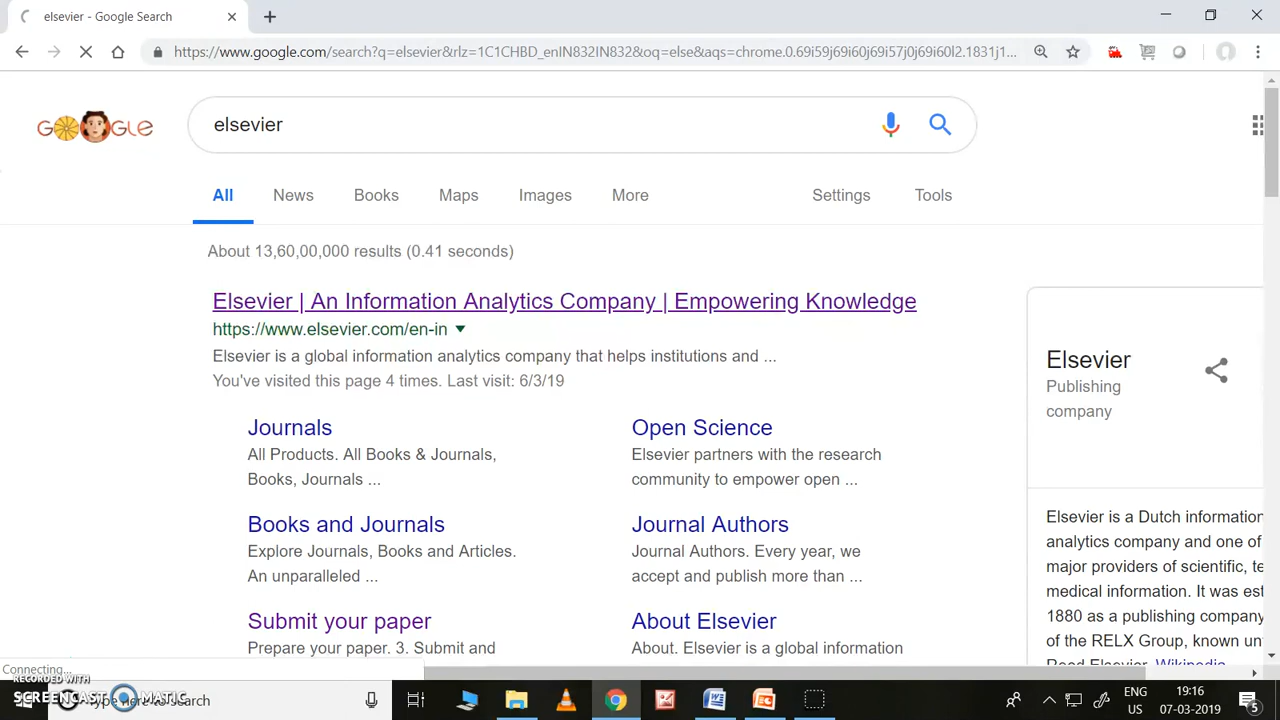 elsevier - Google Search
https://www.google.com/search?q=elsevier&rlz=1C1CHBD_enIN832IN832&oq=else&aqs=chrome.0.69i59j69i60j69i57j0j69i60l2.1831j1...
GOOGLE
elsevier
All News Books Maps Images More Settings Tools
About 13,60,00,000 results (0.41 seconds)
Elsevier | An Information Analytics Company | Empowering Knowledge
https://www.elsevier.com/en-in
Elsevier is a global information analytics company that helps institutions and ...
You've visited this page 4 times. Last visit: 6/3/19
Journals
All Products. All Books & Journals,
Books, Journals ...
Open Science
Elsevier partners with the research
community to empower open ...
Books and Journals
Explore Journals, Books and Articles.
An unparalleled ...
Journal Authors
Journal Authors. Every year, we
accept and publish more than ...
Submit your paper
Prepare your paper. 3. Submit and
About Elsevier
About. Elsevier is a global information
Elsevier
Publishing
company
Elsevier is a Dutch information
analytics company and one of
major providers of scientific, te
medical information. It was est
1880 as a publishing company
of the RELX Group, known un
Reed Elsevier. Wikipedia
Connecting...
RECORDED WITH
SCREENCAST MATIC
Type here to search
ENG
US
19:16
07-03-2019
5